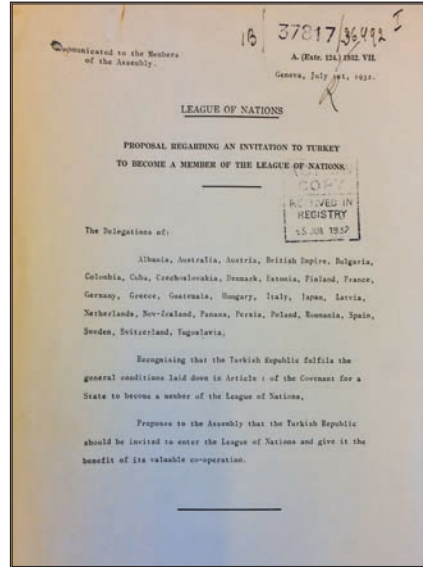 1B 37817/36492 I
Communicated to the Members
of the Assembly.
A. (Extr. 124.) 1932. VII.
Geneva, July 1st, 1932.
R
LEAGUE OF NATIONS
PROPOSAL REGARDING AN INVITATION TO TURKEY
TO BECOME A MEMBER OF THE LEAGUE OF NATIONS.
COPY
RECEIVED IN
REGISTRY
JUL 1932
The Delegations of:
Albania, Australia, Austria, British Empire, Bulgaria,
Colombia, Cuba, Czechoslovakia, Denmark, Estonia, Finland, France,
Germany, Greece, Guatemala, Hungary, Italy, Japan, Latvia,
Netherlands, New-Zealand, Panama, Persia, Poland, Roumania, Spain,
Sweden, Switzerland, Yugoslavia,
Recognising that the Turkish Republic fulfils the
general conditions laid down in Article 1 of the Covenant for a
State to become a member of the League of Nations,
Proposes to the Assembly that the Turkish Republic
should be invited to enter the League of Nations and give it the
benefit of its valuable co-operation.